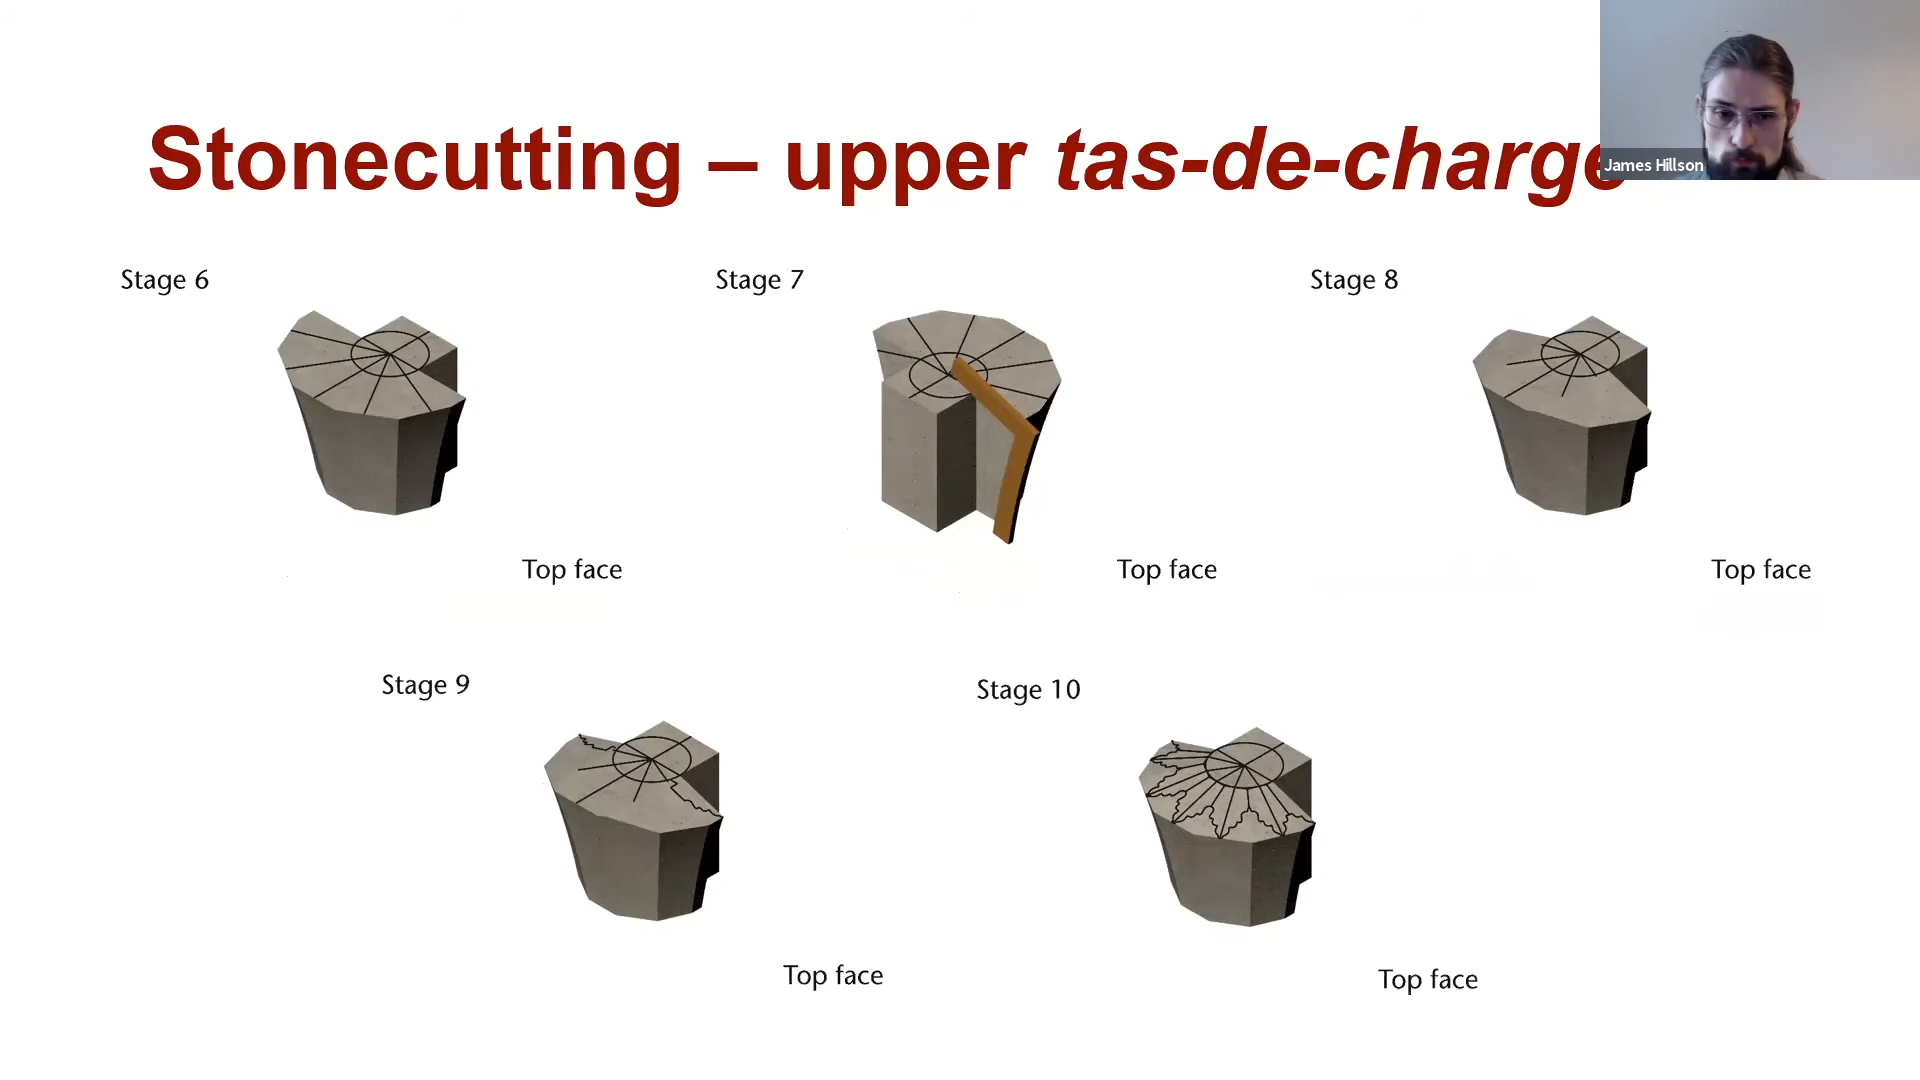 Stonecutting – upper tas-de-charge
James Hillson
Stage 6
Stage 7
Stage 8
Top face
Top face
Top face
Stage 9
Stage 10
Top face
Top face